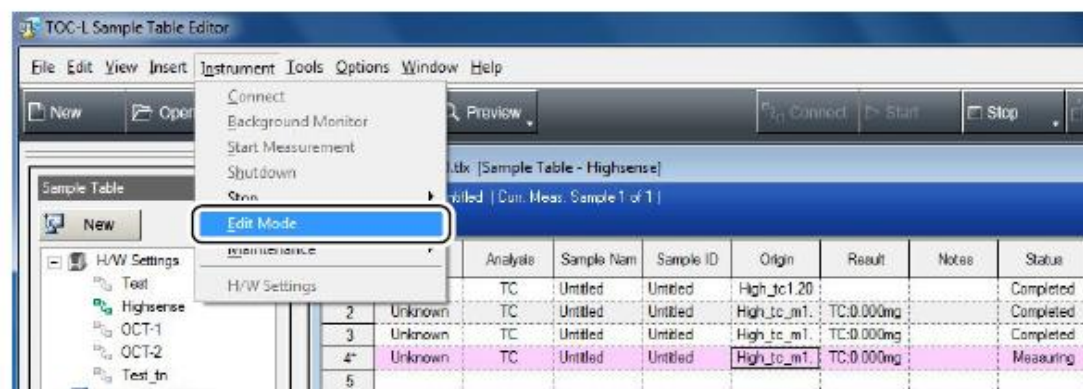 TOC-L Sample Table Editor
File Edit View Insert Instrument Tools Options Window Help
New Open Preview Connect Start Stop
Connect
Background Monitor
Start Measurement
Shutdown
Stop
Edit Mode
Maintenance
H/W Settings
.tlx [Sample Table - Highsense]
Untitled | Curr. Meas. Sample 1 of 1 |
Sample Table
New
H/W Settings
Test
Highsense
OCT-1
OCT-2
Test_tn
Analysis Sample Nam Sample ID Origin Result Notes Status
TC Untitled Untitled High_tc1.20 Completed
2 Unknown TC Untitled Untitled High_tc_m1. TC:0.000mg Completed
3 Unknown TC Untitled Untitled High_tc_m1. TC:0.000mg Completed
4* Unknown TC Untitled Untitled High_tc_m1. TC:0.000mg Measuring
5